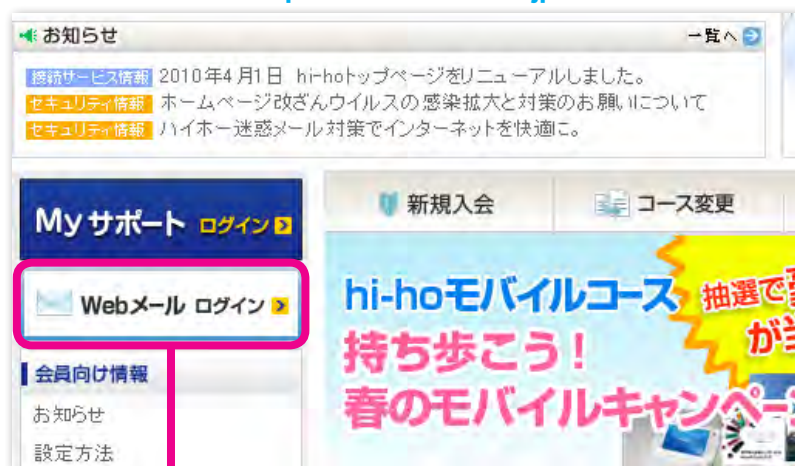 お知らせ 一覧へ
接続サービス情報 2010年4月1日 hi-hoトップページをリニューアルしました。
セキュリティ情報 ホームページ改ざんウイルスの感染拡大と対策のお願いについて
セキュリティ情報 ハイホー迷惑メール対策でインターネットを快適に。
Myサポート ログイン
新規入会 コース変更
Webメール ログイン
hi-hoモバイルコース 抽選で
が
持ち歩こう!
春のモバイルキャンペー
会員向け情報
お知らせ
設定方法